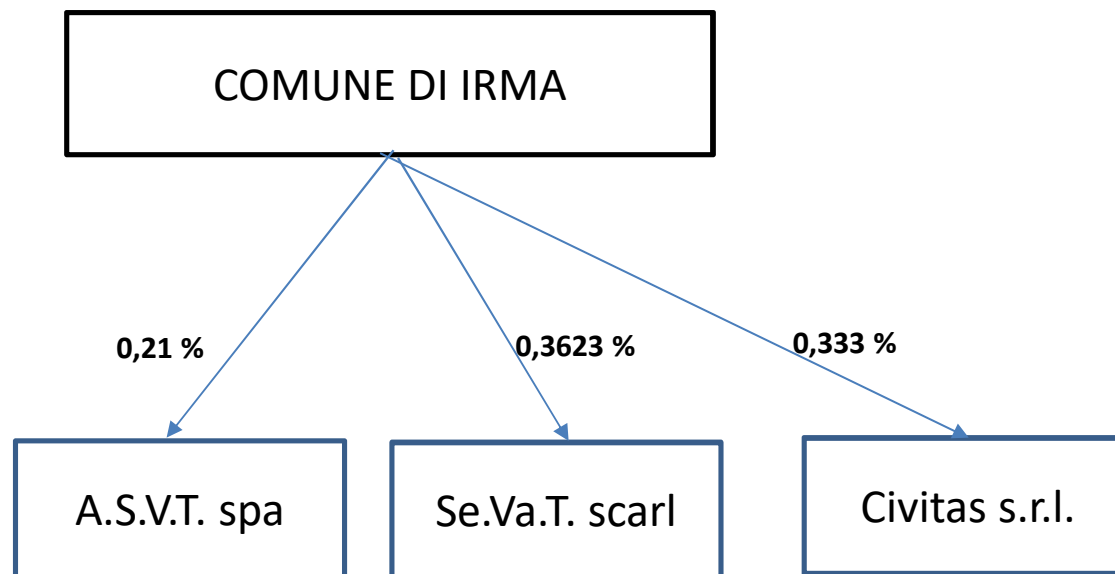 COMUNE DI IRMA
0,21 %
0,3623 %
0,333 %
A.S.V.T. spa
Se.Va.T. scarl
Civitas s.r.l.